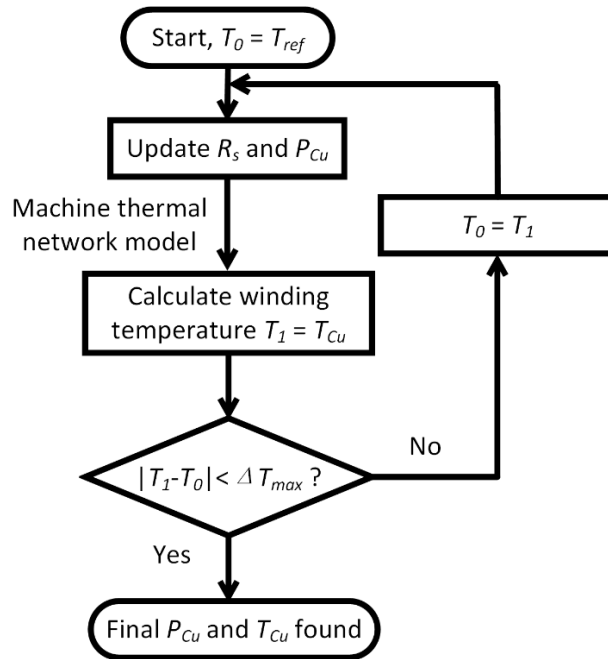 Start, T0 = Tref
Update Rs and PCu
Machine thermal
network model
T0 = T1
Calculate winding
temperature T1 = TCu
No
|T1-T0| < Δ Tmax ?
Yes
Final PCu and TCu found